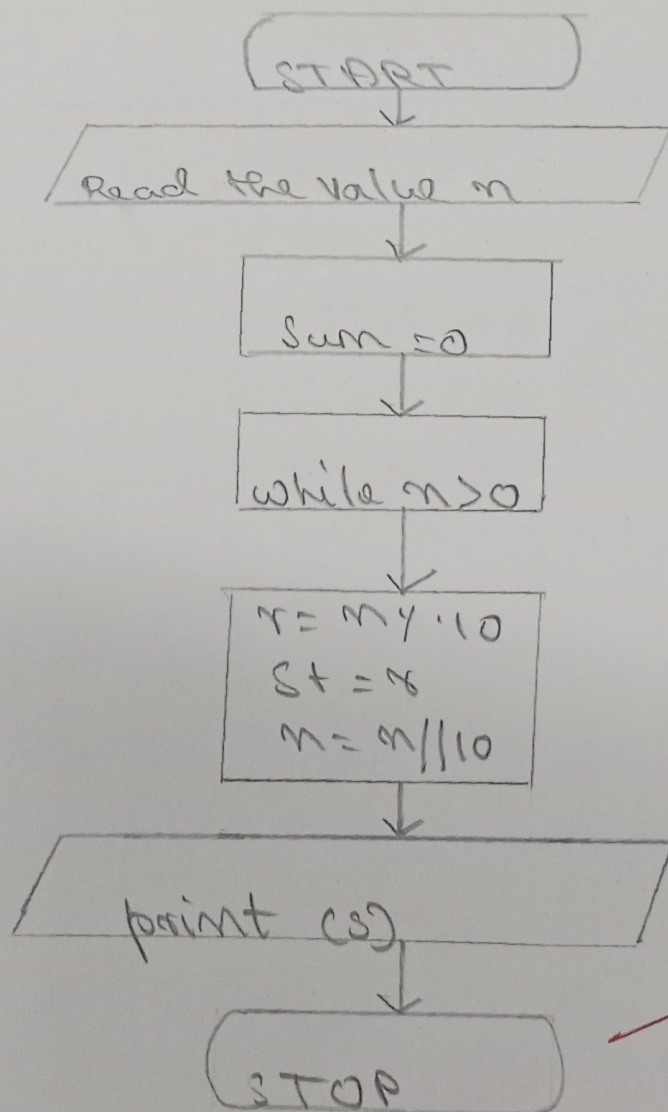 START
Read the value n
Sum = 0
while n>0
r = n % 10
s+ = r
n = n//10
print (s)
STOP